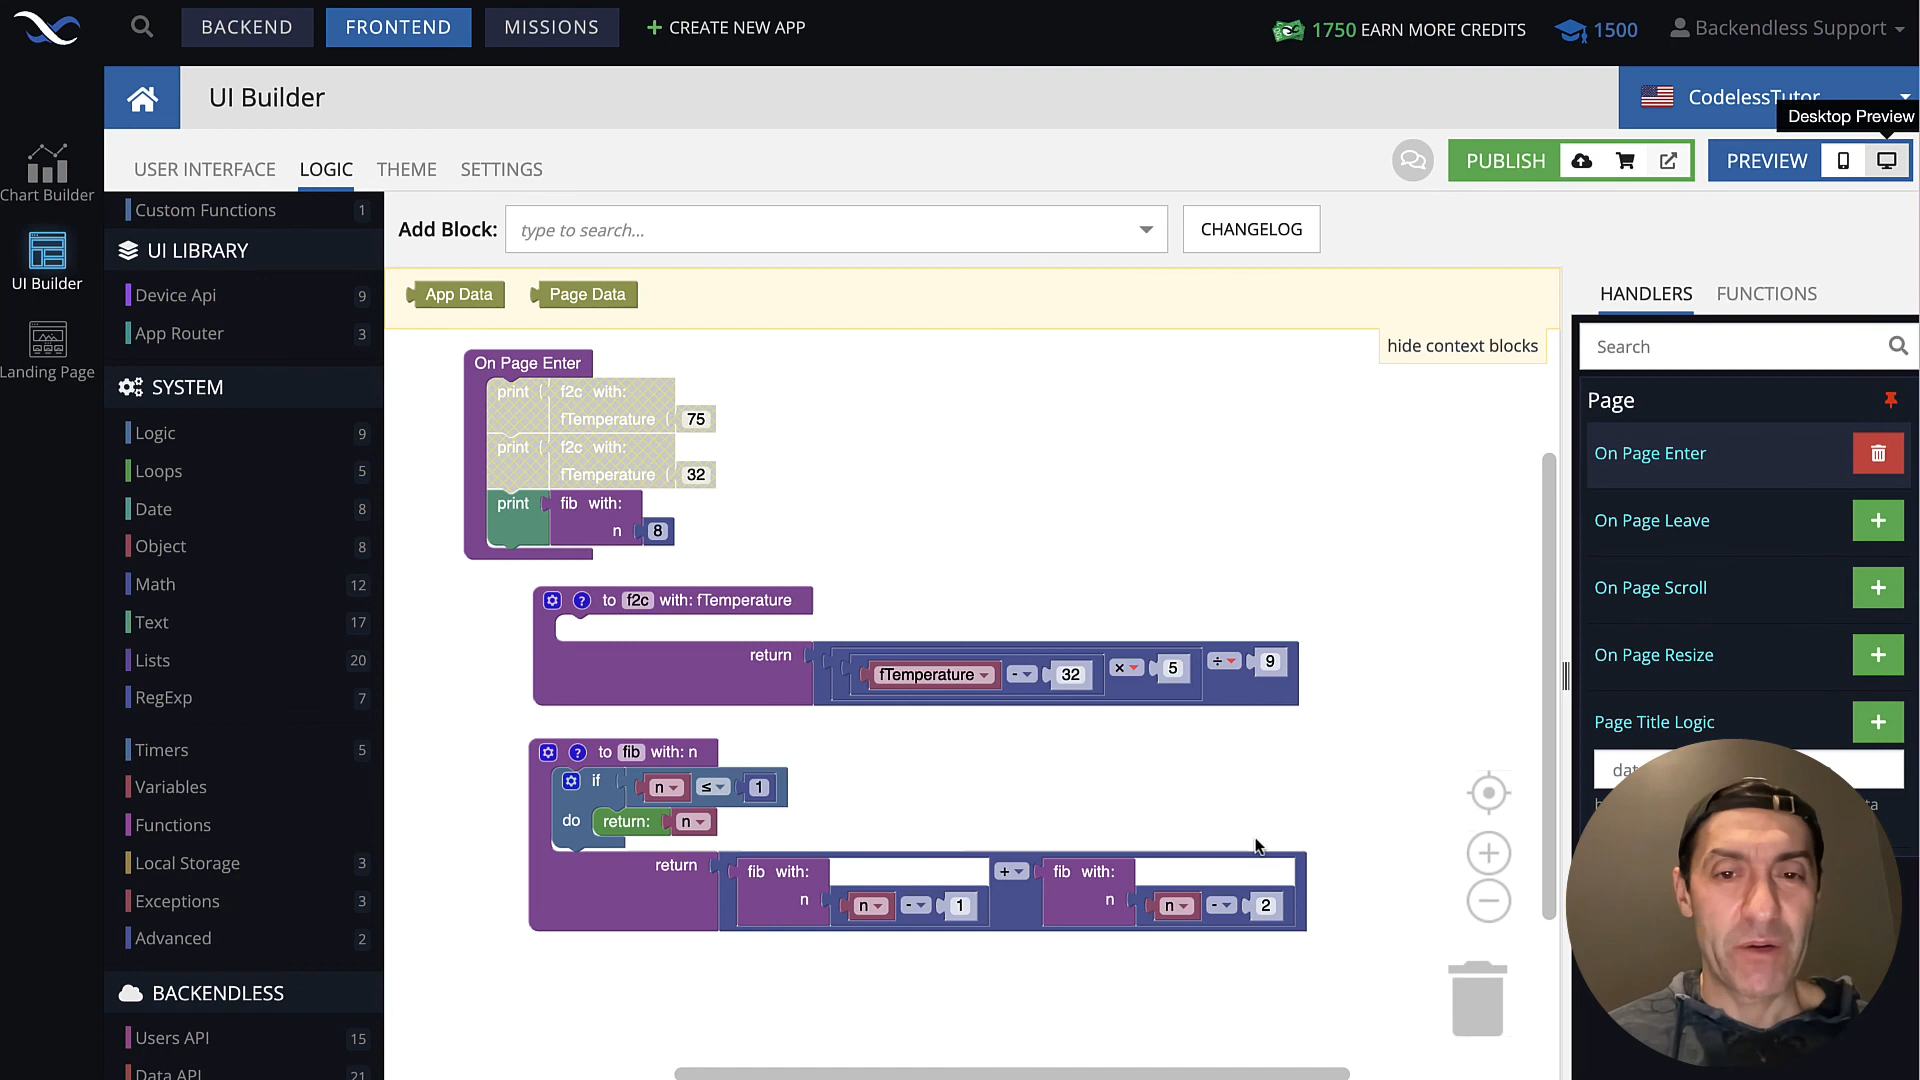 BACKEND
FRONTEND
MISSIONS
+ CREATE NEW APP
1750 EARN MORE CREDITS
1500
Backendless Support
UI Builder
CodelessTutor
Desktop Preview
USER INTERFACE
LOGIC
THEME
SETTINGS
PUBLISH
PREVIEW
Chart Builder
UI Builder
Landing Page
Custom Functions 1
UI LIBRARY
Device Api 9
App Router 3
SYSTEM
Logic 9
Loops 5
Date 8
Object 8
Math 12
Text 17
Lists 20
RegExp 7
Timers 5
Variables
Functions
Local Storage 3
Exceptions 5
Advanced 2
BACKENDLESS
Users API 15
Data API 21
Add Block:
type to search...
CHANGELOG
App Data
Page Data
hide context blocks
On Page Enter
print f2c with:
fTemperature 75
print f2c with:
fTemperature 32
print fib with:
n 8
? to f2c with: fTemperature
return fTemperature - 32 × 5 ÷ 9
? to fib with: n
if n ≤ 1
do return: n
return fib with: + fib with:
n n - 1 n n - 2
HANDLERS
FUNCTIONS
Search
Page
On Page Enter
On Page Leave +
On Page Scroll +
On Page Resize +
Page Title Logic +